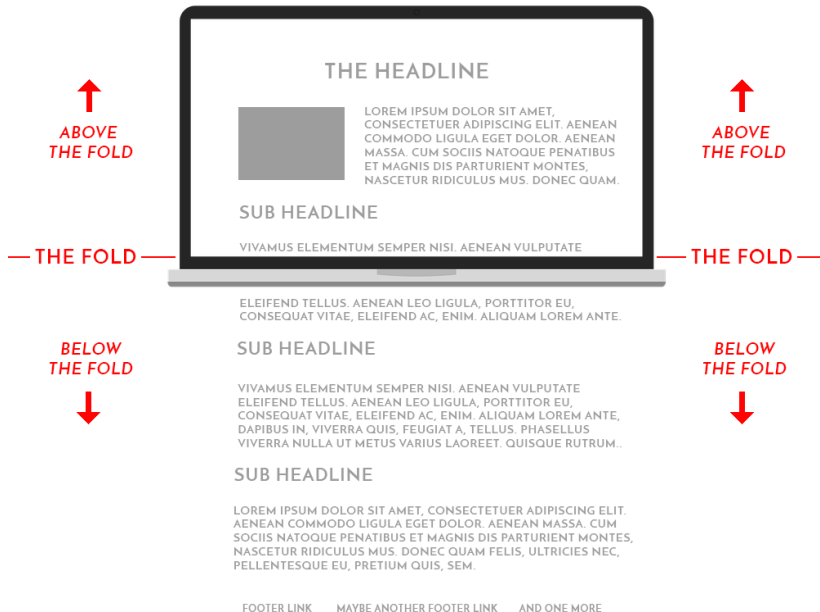 THE HEADLINE
ABOVE
THE FOLD
LOREM IPSUM DOLOR SIT AMET,
CONSECTETUER ADIPISCING ELIT. AENEAN
COMMODO LIGULA EGET DOLOR. AENEAN
MASSA. CUM SOCIIS NATOQUE PENATIBUS
ET MAGNIS DIS PARTURIENT MONTES,
NASCETUR RIDICULUS MUS. DONEC QUAM.
ABOVE
THE FOLD
SUB HEADLINE
VIVAMUS ELEMENTUM SEMPER NISI. AENEAN VULPUTATE
THE FOLD
THE FOLD
ELEIFEND TELLUS. AENEAN LEO LIGULA, PORTTITOR EU,
CONSEQUAT VITAE, ELEIFEND AC, ENIM. ALIQUAM LOREM ANTE.
BELOW
THE FOLD
SUB HEADLINE
BELOW
THE FOLD
VIVAMUS ELEMENTUM SEMPER NISI. AENEAN VULPUTATE
ELEIFEND TELLUS. AENEAN LEO LIGULA, PORTTITOR EU,
CONSEQUAT VITAE, ELEIFEND AC, ENIM. ALIQUAM LOREM ANTE,
DAPIBUS IN, VIVERRA QUIS, FEUGIAT A, TELLUS. PHASELLUS
VIVERRA NULLA UT METUS VARIUS LAOREET. QUISQUE RUTRUM..
SUB HEADLINE
LOREM IPSUM DOLOR SIT AMET, CONSECTETUER ADIPISCING ELIT.
AENEAN COMMODO LIGULA EGET DOLOR. AENEAN MASSA. CUM
SOCIIS NATOQUE PENATIBUS ET MAGNIS DIS PARTURIENT MONTES,
NASCETUR RIDICULUS MUS. DONEC QUAM FELIS, ULTRICIES NEC,
PELLENTESQUE EU, PRETIUM QUIS, SEM.
FOOTER LINK MAYBE ANOTHER FOOTER LINK AND ONE MORE